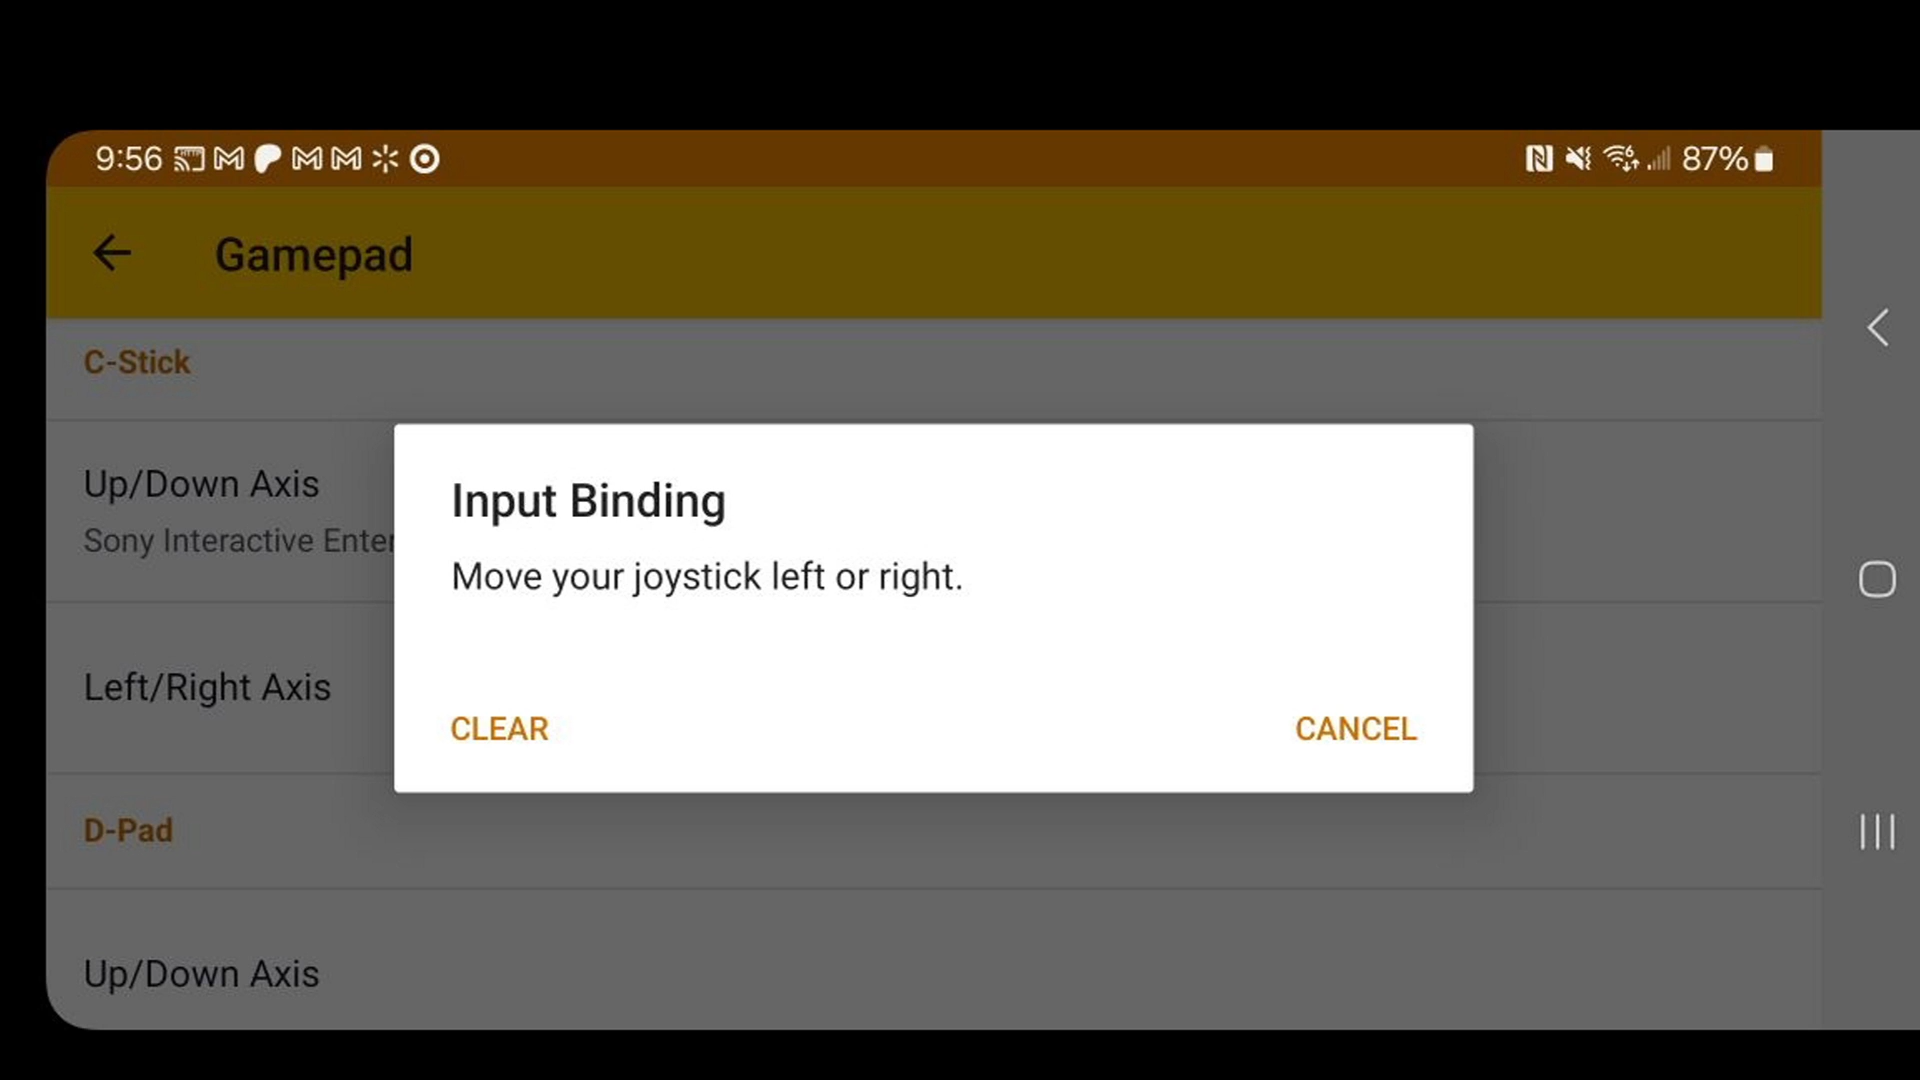 9:56 87%
Gamepad
C-Stick
Up/Down Axis
Sony Interactive Enter
Input Binding
Move your joystick left or right.
Left/Right Axis
CLEAR CANCEL
D-Pad
Up/Down Axis